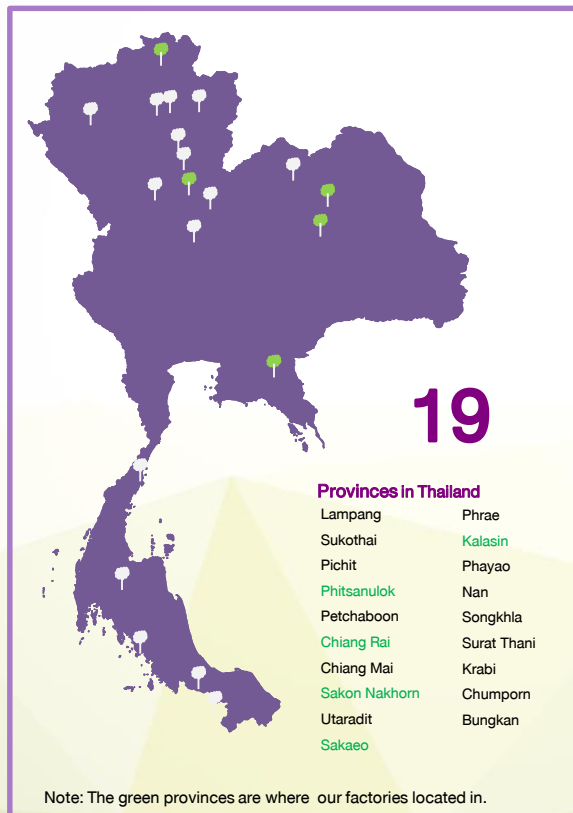 19
Provinces in Thailand
Lampang
Sukothai
Pichit
Phitsanulok
Petchaboon
Chiang Rai
Chiang Mai
Sakon Nakhorn
Utaradit
Sakaeo
Phrae
Kalasin
Phayao
Nan
Songkhla
Surat Thani
Krabi
Chumporn
Bungkan
Note: The green provinces are where our factories located in.